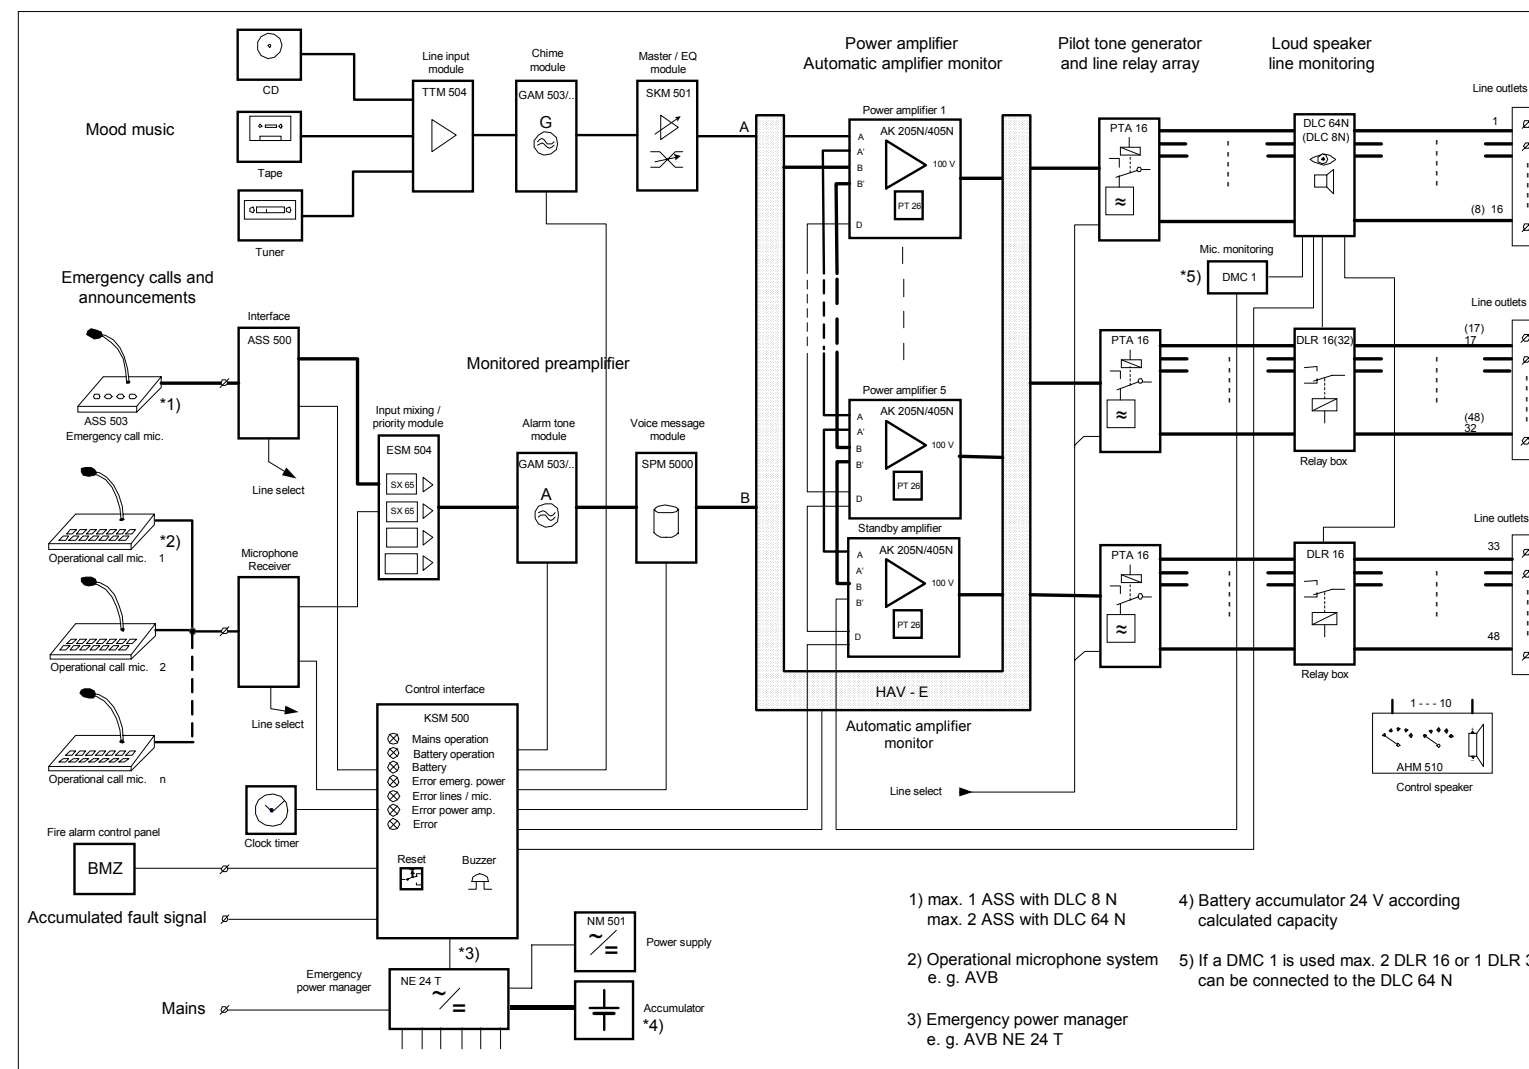 Power amplifier
Automatic amplifier monitor
Pilot tone generator
and line relay array
Loud speaker
line monitoring
Mood music
CD
Tape
Tuner
Line input
module
TTM 504
Chime
module
GAM 503/..
G
Master / EQ
module
SKM 501
A
Power amplifier 1
AK 205N/405N
A
A'
B
B'
D
100 V
PT 26
PTA 16
≈
DLC 64N
(DLC 8N)
Line outlets
1
(8) 16
Mic. monitoring
*5)
DMC 1
Emergency calls and
announcements
ASS 503
*1)
Emergency call mic.
Interface
ASS 500
Line select
*2)
Operational call mic. 1
Operational call mic. 2
Operational call mic. n
Microphone
Receiver
Line select
Monitored preamplifier
Input mixing /
priority module
ESM 504
SX 65
SX 65
Alarm tone
module
GAM 503/..
A
Voice message
module
SPM 5000
B
Power amplifier 5
AK 205N/405N
A
A'
B
B'
D
100 V
PT 26
Standby amplifier
AK 205N/405N
A
A'
B
B'
D
100 V
PT 26
HAV - E
Automatic amplifier
monitor
PTA 16
≈
DLR 16(32)
Relay box
Line outlets
(17)
17
(48)
32
PTA 16
≈
DLR 16
Relay box
Line outlets
33
48
Line select
1 - - - 10
AHM 510
Control speaker
Control interface
KSM 500
Mains operation
Battery operation
Battery
Error emerg. power
Error lines / mic.
Error power amp.
Error
Reset
Buzzer
Clock timer
Fire alarm control panel
BMZ
Accumulated fault signal
*3)
Emergency
power manager
NE 24 T
~
=
Mains
NM 501
~
=
Power supply
Accumulator
*4)
1) max. 1 ASS with DLC 8 N
max. 2 ASS with DLC 64 N
2) Operational microphone system
e. g. AVB
3) Emergency power manager
e. g. AVB NE 24 T
4) Battery accumulator 24 V according
calculated capacity
5) If a DMC 1 is used max. 2 DLR 16 or 1 DLR
can be connected to the DLC 64 N